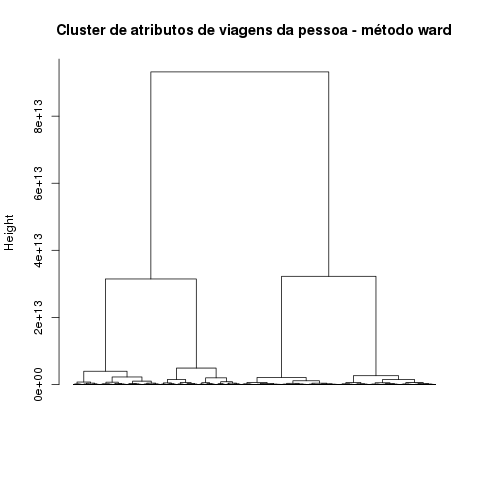 Cluster de atributos de viagens da pessoa - método ward
Height
8e+13
6e+13
4e+13
2e+13
0e+00